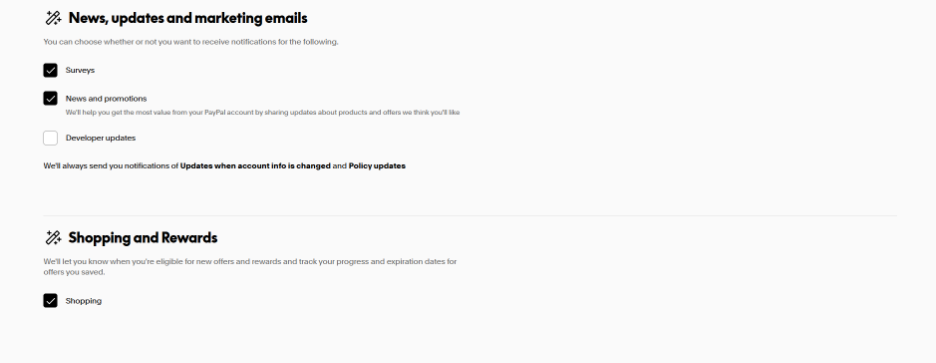 News, updates and marketing emails
You can choose whether or not you want to receive notifications for the following.
Surveys
News and promotions
We'll help you get the most value from your PayPal account by sharing updates about products and offers we think you'll like
Developer updates
We'll always send you notifications of Updates when account info is changed and Policy updates
Shopping and Rewards
We'll let you know when you're eligible for new offers and rewards and track your progress and expiration dates for
offers you saved.
Shopping